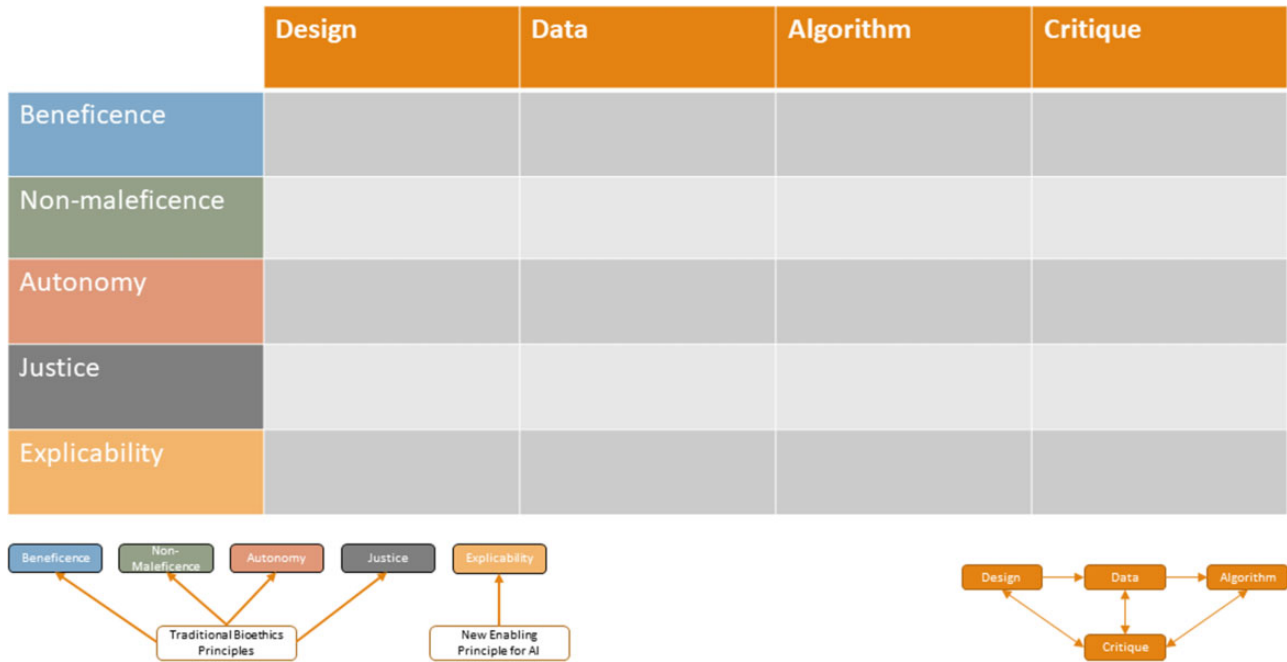 Design Data Algorithm Critique
Beneficence
Non-maleficence
Autonomy
Justice
Explicability
Beneficence
Non-
Maleficence
Autonomy
Justice
Explicability
Traditional Bioethics
Principles
New Enabling
Principle for AI
Design
Data
Algorithm
Critique